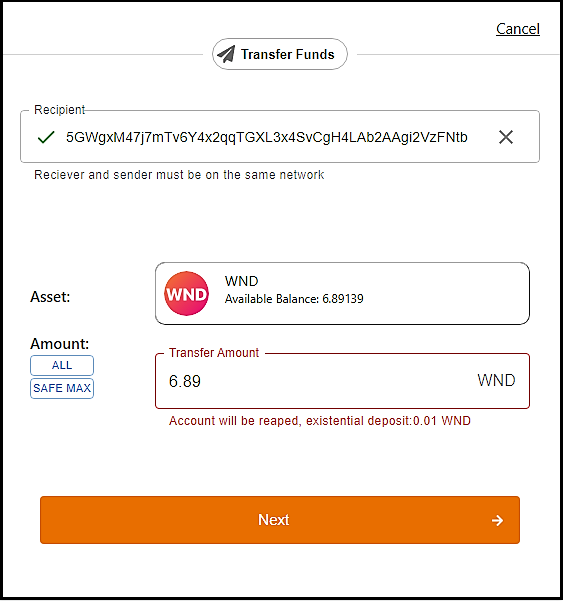 Cancel
Transfer Funds
Recipient
5GWgxM47j7mTv6Y4x2qqTGXL3x4SvCgH4LAb2AAgi2VzFNtb
Reciever and sender must be on the same network
Asset:
WND
WND
Available Balance: 6.89139
Amount:
ALL
SAFE MAX
Transfer Amount
6.89 WND
Account will be reaped, existential deposit:0.01 WND
Next